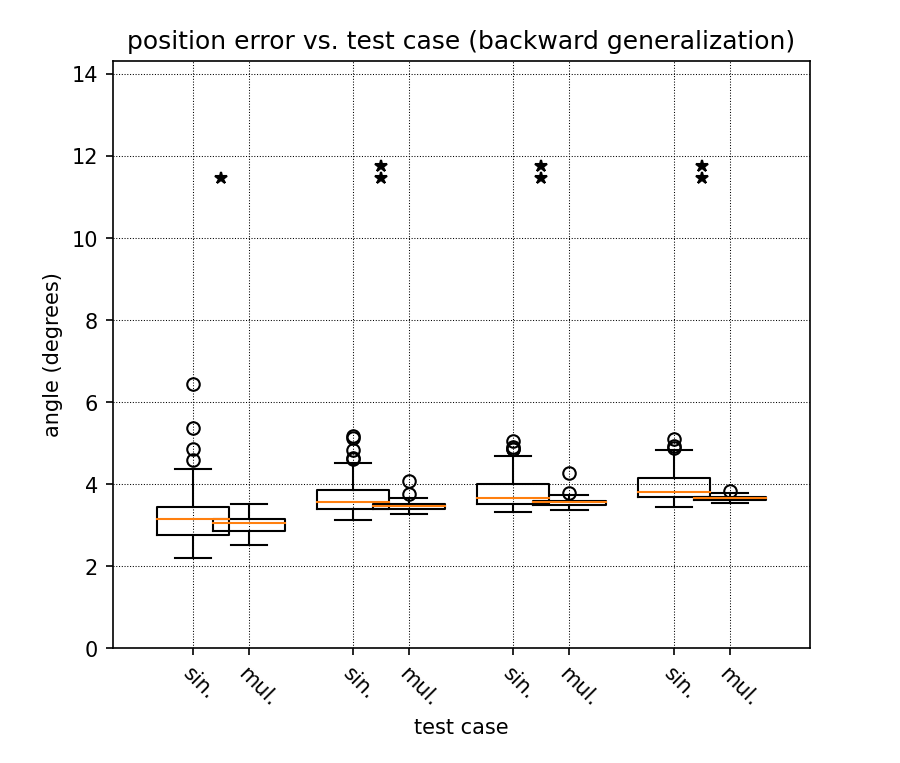 position error vs. test case (backward generalization)
14
12
10
8
6
4
2
0
angle (degrees)
sin. mul. sin. mul. sin. mul. sin. mul.
test case